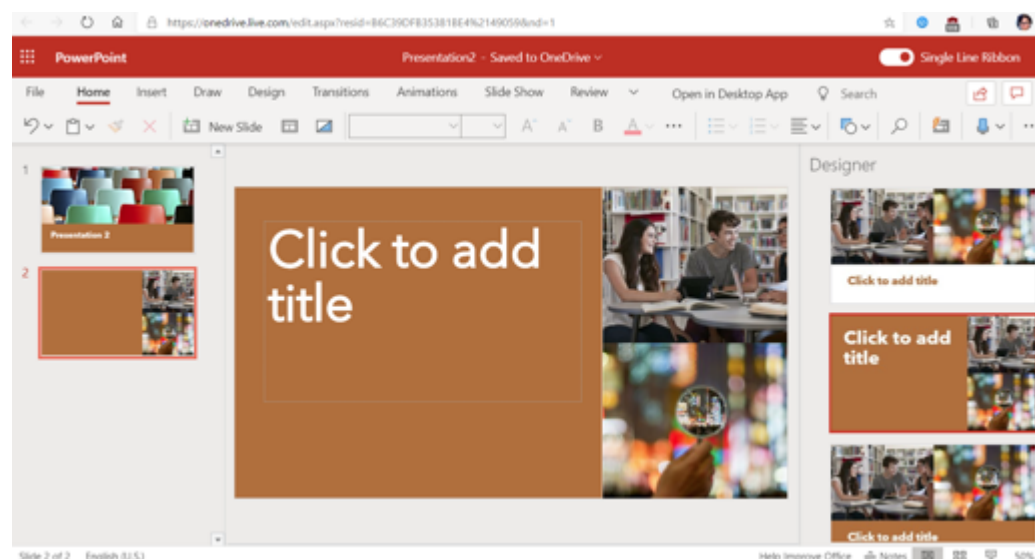 https://onedrive.live.com/edit.aspx?resid=B6C39DFB35381BE4%2149059&nd=1
PowerPoint
Presentation2 - Saved to OneDrive
Single Line Ribbon
File Home Insert Draw Design Transitions Animations Slide Show Review Open in Desktop App Search
New Slide A A B A
1
Presentation 2
2
Click to add
title
Designer
Click to add title
Click to add
title
Click to add title
Slide 2 of 2 English (U.S.) Help Improve Office Notes 50%